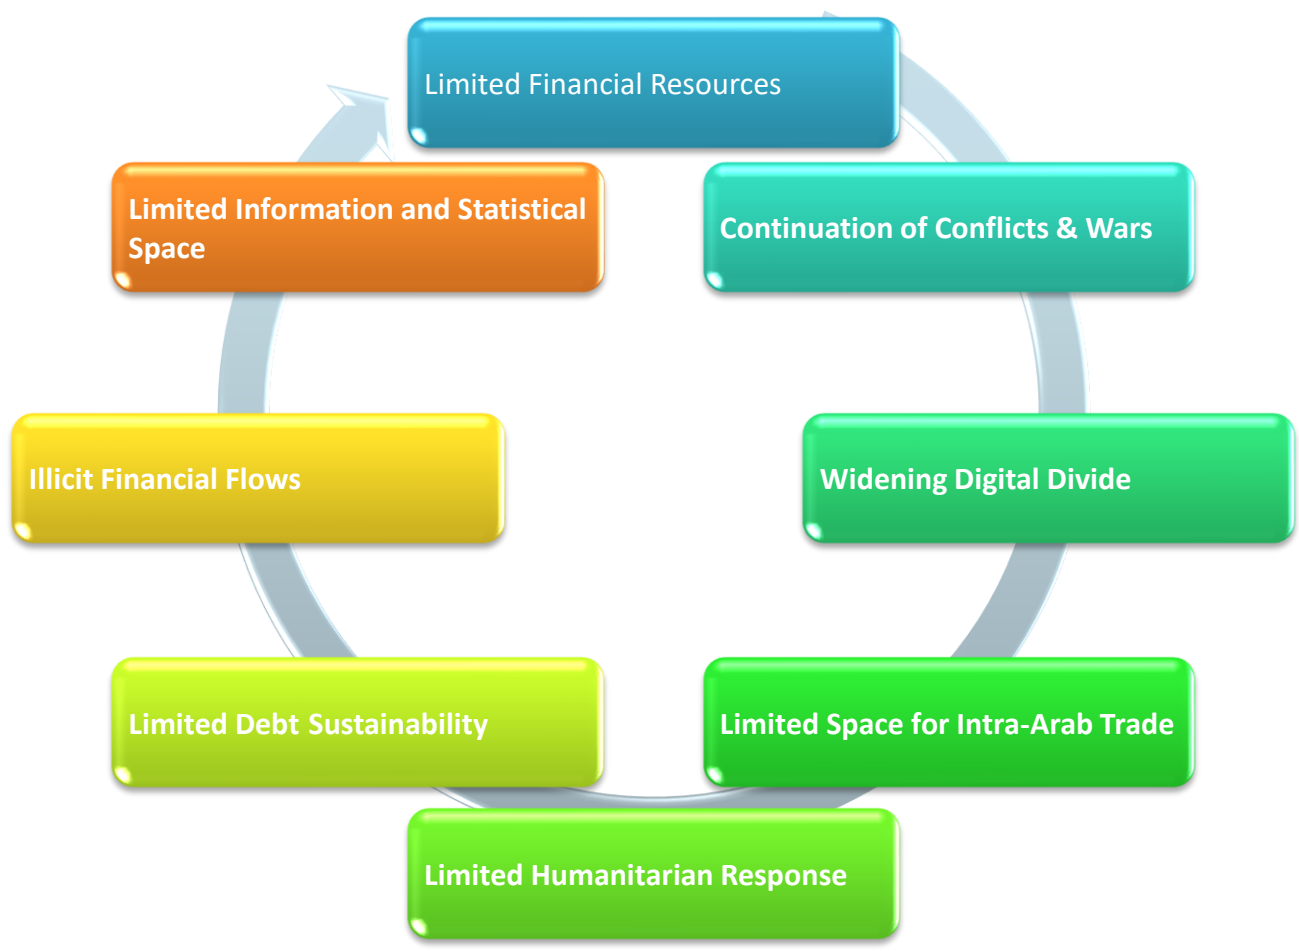 Limited Financial Resources
Continuation of Conflicts & Wars
Widening Digital Divide
Limited Space for Intra-Arab Trade
Limited Humanitarian Response
Limited Debt Sustainability
Illicit Financial Flows
Limited Information and Statistical
Space